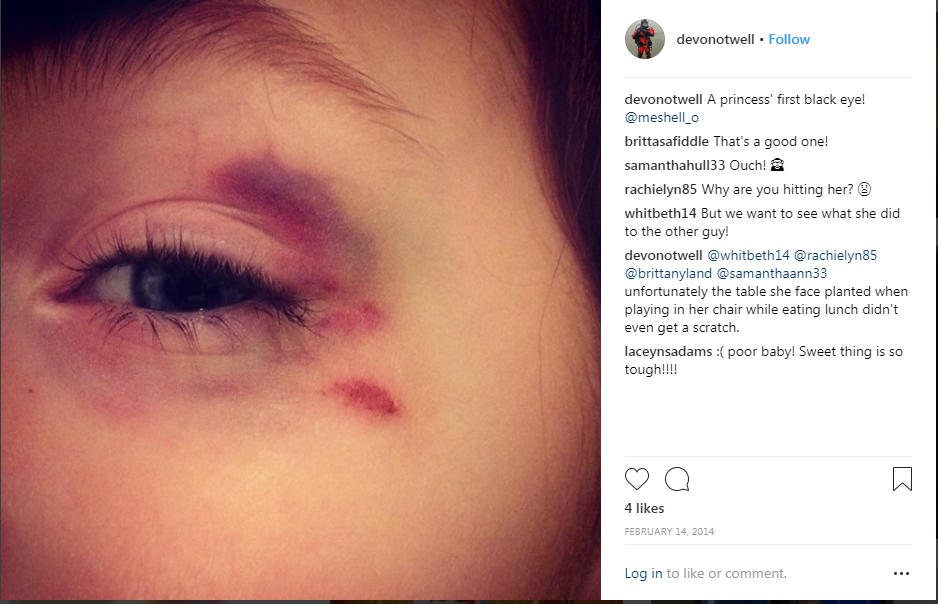 devonotwell • Follow
devonotwell A princess' first black eye!
@meshell_o
brittasafiddle That's a good one!
samanthahull33 Ouch! 🙊
rachielyn85 Why are you hitting her? 😧
whitbeth14 But we want to see what she did
to the other guy!
devonotwell @whitbeth14 @rachielyn85
@brittanyland @samanthaann33
unfortunately the table she face planted when
playing in her chair while eating lunch didn't
even get a scratch.
laceynsadams :( poor baby! Sweet thing is so
tough!!!!
4 likes
FEBRUARY 14, 2014
Log in to like or comment.